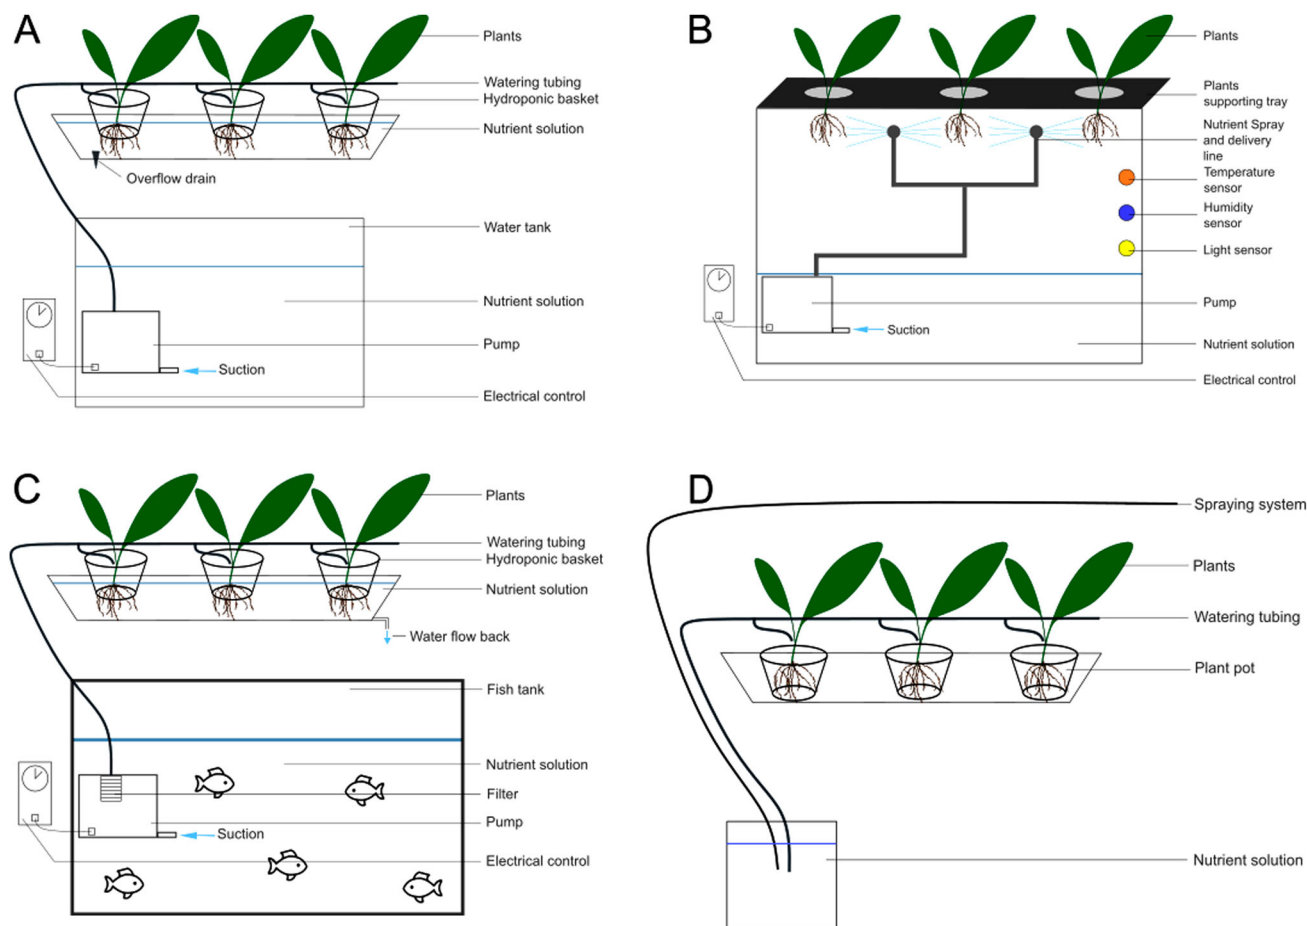 A
Plants
Watering tubing
Hydroponic basket
Nutrient solution
Overflow drain
Water tank
Nutrient solution
Pump
Suction
Electrical control
B
Plants
Plants
supporting tray
Nutrient Spray
and delivery
line
Temperature
sensor
Humidity
sensor
Light sensor
Pump
Suction
Nutrient solution
Electrical control
C
Plants
Watering tubing
Hydroponic basket
Nutrient solution
Water flow back
Fish tank
Nutrient solution
Filter
Pump
Suction
Electrical control
D
Spraying system
Plants
Watering tubing
Plant pot
Nutrient solution